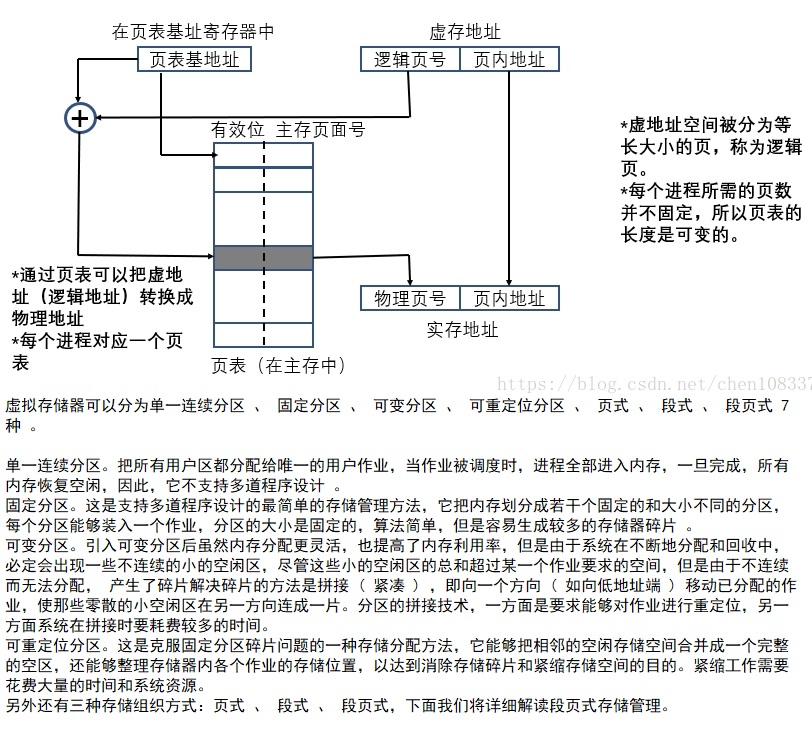 在页表基址寄存器中
虚存地址
页表基地址
逻辑页号 页内地址
+
有效位 主存页面号
*虚地址空间被分为等
长大小的页，称为逻辑
页。
*每个进程所需的页数
并不固定，所以页表的
长度是可变的。
*通过页表可以把虚地
址（逻辑地址）转换成
物理地址
*每个进程对应一个页
表
物理页号 页内地址
实存地址
页表（在主存中）
https://blog.csdn.net/chen108337
虚拟存储器可以分为单一连续分区 、 固定分区 、 可变分区 、 可重定位分区 、 页式 、 段式 、 段页式 7
种 。
单一连续分区。把所有用户区都分配给唯一的用户作业，当作业被调度时，进程全部进入内存，一旦完成，所有
内存恢复空闲，因此，它不支持多道程序设计 。
固定分区。这是支持多道程序设计的最简单的存储管理方法，它把内存划分成若干个固定的和大小不同的分区，
每个分区能够装入一个作业，分区的大小是固定的，算法简单，但是容易生成较多的存储器碎片 。
可变分区。引入可变分区后虽然内存分配更灵活，也提高了内存利用率，但是由于系统在不断地分配和回收中，
必定会出现一些不连续的小的空闲区，尽管这些小的空闲区的总和超过某一个作业要求的空间，但是由于不连续
而无法分配， 产生了碎片解决碎片的方法是拼接（ 紧凑 ），即向一个方向（ 如向低地址端 ）移动已分配的作
业，使那些零散的小空闲区在另一方向连成一片。分区的拼接技术，一方面是要求能够对作业进行重定位，另一
方面系统在拼接时要耗费较多的时间。
可重定位分区。这是克服固定分区碎片问题的一种存储分配方法，它能够把相邻的空闲存储空间合并成一个完整
的空区，还能够整理存储器内各个作业的存储位置，以达到消除存储碎片和紧缩存储空间的目的。紧缩工作需要
花费大量的时间和系统资源。
另外还有三种存储组织方式：页式 、 段式 、 段页式，下面我们将详细解读段页式存储管理。